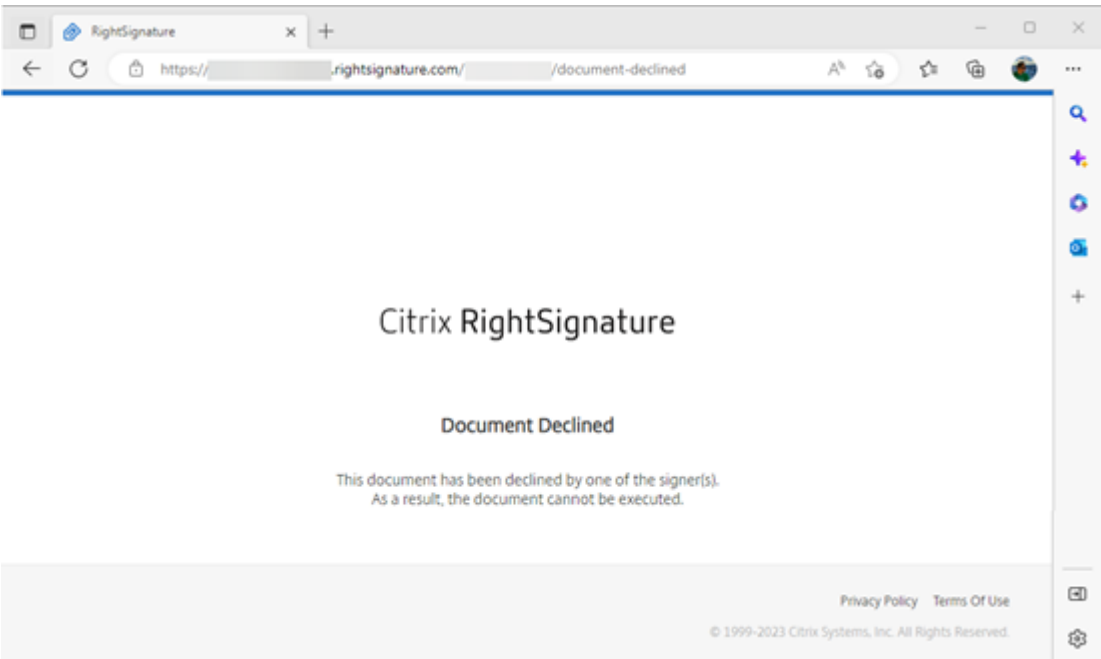 RightSignature
https:// .rightsignature.com/ /document-declined
Citrix RightSignature
Document Declined
This document has been declined by one of the signer(s).
As a result, the document cannot be executed.
Privacy Policy Terms Of Use
© 1999-2023 Citrix Systems, Inc. All Rights Reserved.